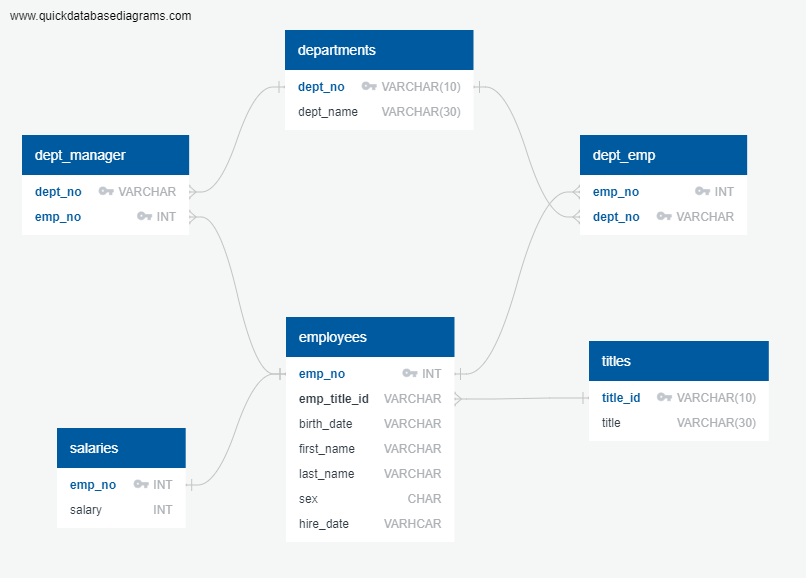 www.quickdatabasediagrams.com
departments
dept_no VARCHAR(10)
dept_name VARCHAR(30)
dept_manager
dept_no VARCHAR
emp_no INT
dept_emp
emp_no INT
dept_no VARCHAR
employees
emp_no INT
emp_title_id VARCHAR
birth_date VARCHAR
first_name VARCHAR
last_name VARCHAR
sex CHAR
hire_date VARHCAR
titles
title_id VARCHAR(10)
title VARCHAR(30)
salaries
emp_no INT
salary INT